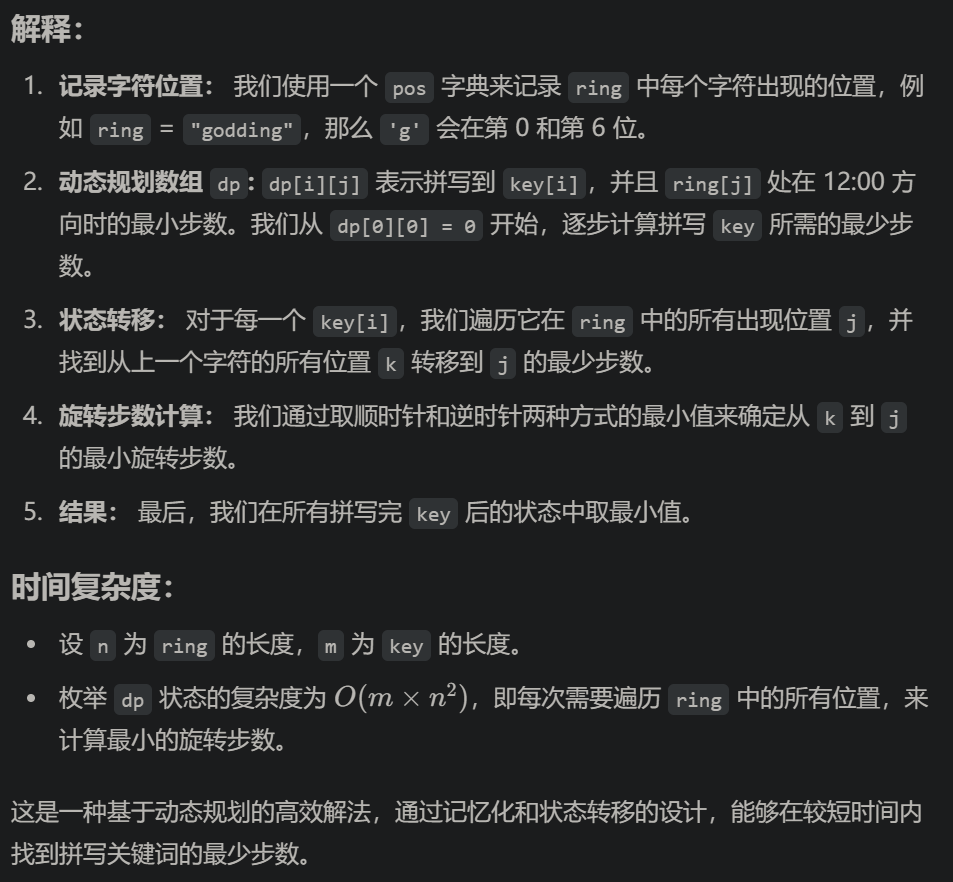 解释：
1. 记录字符位置： 我们使用一个 pos 字典来记录 ring 中每个字符出现的位置，例
如 ring = "godding"，那么 'g' 会在第 0 和第 6 位。
2. 动态规划数组 dp： dp[i][j] 表示拼写到 key[i]，并且 ring[j] 处在 12:00 方
向时的最小步数。我们从 dp[0][0] = 0 开始，逐步计算拼写 key 所需的最少步
数。
3. 状态转移： 对于每一个 key[i]，我们遍历它在 ring 中的所有出现位置 j，并
找到从上一个字符的所有位置 k 转移到 j 的最少步数。
4. 旋转步数计算： 我们通过取顺时针和逆时针两种方式的最小值来确定从 k 到 j
的最小旋转步数。
5. 结果： 最后，我们在所有拼写完 key 后的状态中取最小值。
时间复杂度：
• 设 n 为 ring 的长度，m 为 key 的长度。
• 枚举 dp 状态的复杂度为 O(m × n²)，即每次需要遍历 ring 中的所有位置，来
计算最小的旋转步数。
这是一种基于动态规划的高效解法，通过记忆化和状态转移的设计，能够在较短时间内
找到拼写关键词的最少步数。